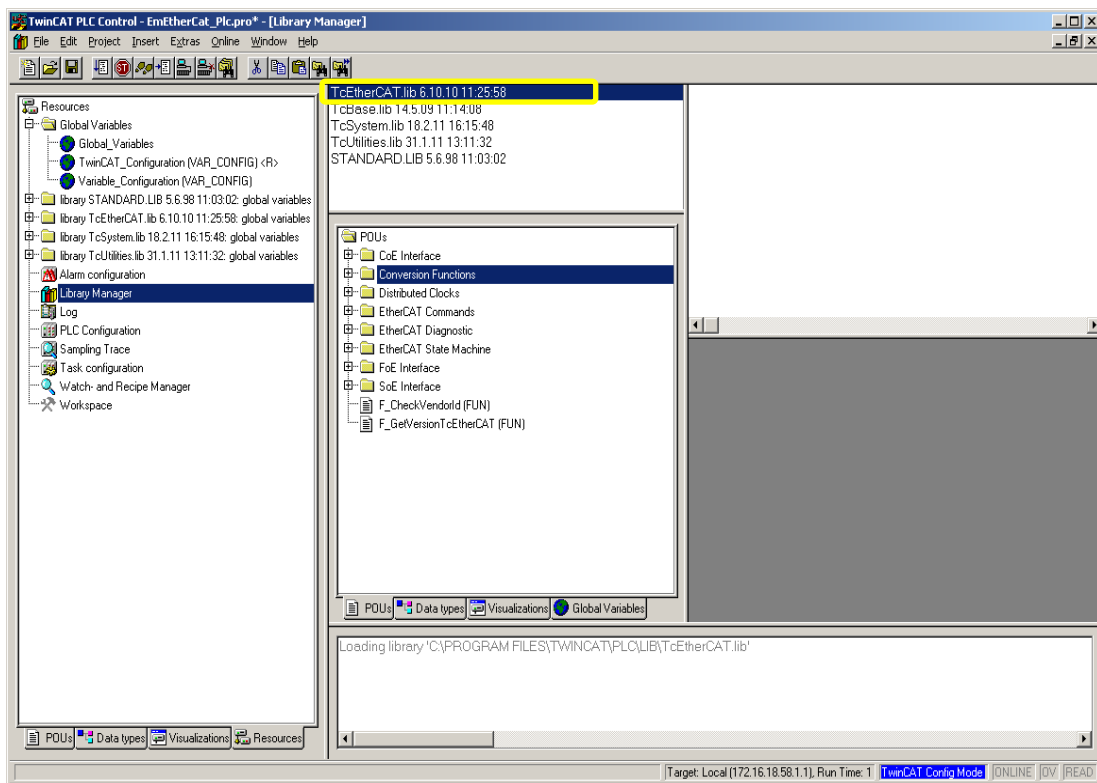 TwinCAT PLC Control - EmEtherCat_Plc.pro* - [Library Manager]
File Edit Project Insert Extras Online Window Help
Resources
Global Variables
Global_Variables
TwinCAT_Configuration (VAR_CONFIG) <R>
Variable_Configuration (VAR_CONFIG)
library STANDARD.LIB 5.6.98 11:03:02: global variables
library TcEtherCAT.lib 6.10.10 11:25:58: global variables
library TcSystem.lib 18.2.11 16:15:48: global variables
library TcUtilities.lib 31.1.11 13:11:32: global variables
Alarm configuration
Library Manager
Log
PLC Configuration
Sampling Trace
Task configuration
Watch- and Recipe Manager
Workspace
POUs Data types Visualizations Resources
TcEtherCAT.lib 6.10.10 11:25:58
TcBase.lib 14.5.09 11:14:08
TcSystem.lib 18.2.11 16:15:48
TcUtilities.lib 31.1.11 13:11:32
STANDARD.LIB 5.6.98 11:03:02
POUs
CoE Interface
Conversion Functions
Distributed Clocks
EtherCAT Commands
EtherCAT Diagnostic
EtherCAT State Machine
FoE Interface
SoE Interface
F_CheckVendorId (FUN)
F_GetVersionTcEtherCAT (FUN)
POUs Data types Visualizations Global Variables
Loading library 'C:\PROGRAM FILES\TWINCAT\PLC\LIB\TcEtherCAT.lib'
Target: Local (172.16.18.58.1.1), Run Time: 1 TwinCAT Config Mode ONLINE OV READ